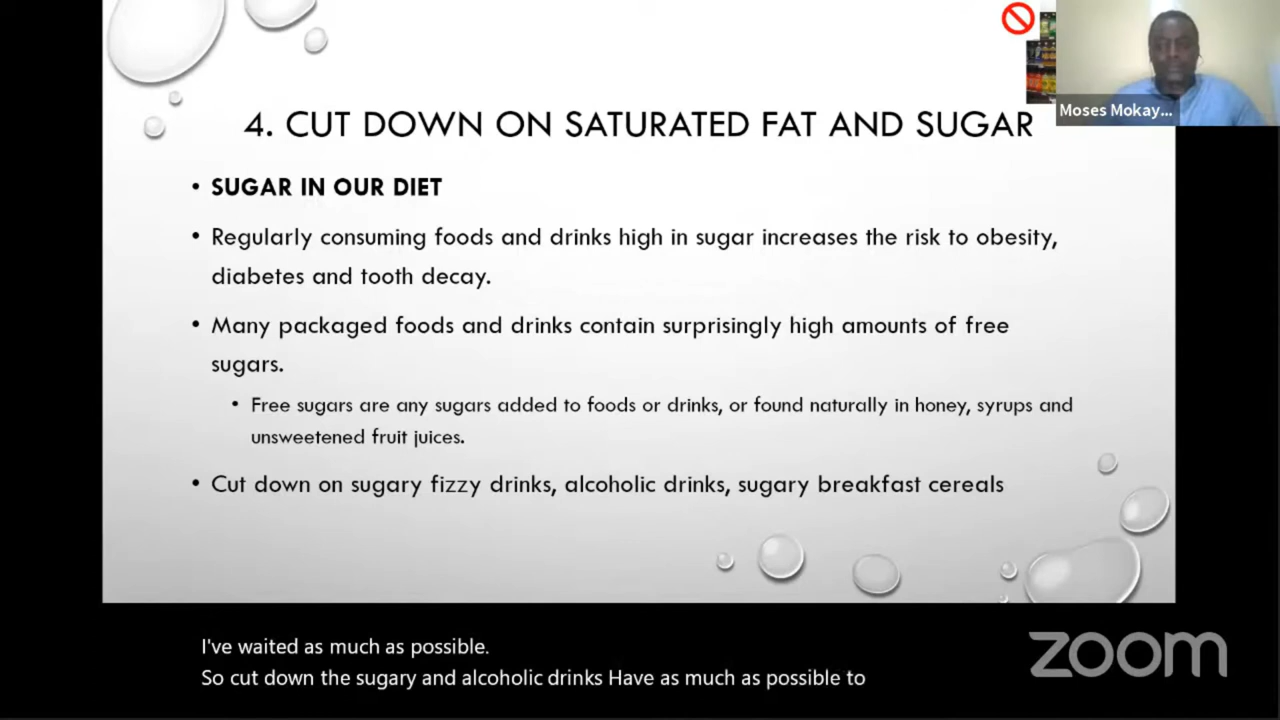 4. CUT DOWN ON SATURATED FAT AND SUGAR
Moses Mokay...
• SUGAR IN OUR DIET
• Regularly consuming foods and drinks high in sugar increases the risk to obesity,
diabetes and tooth decay.
• Many packaged foods and drinks contain surprisingly high amounts of free
sugars.
• Free sugars are any sugars added to foods or drinks, or found naturally in honey, syrups and
unsweetened fruit juices.
• Cut down on sugary fizzy drinks, alcoholic drinks, sugary breakfast cereals
I've waited as much as possible.
So cut down the sugary and alcoholic drinks Have as much as possible to
zoom